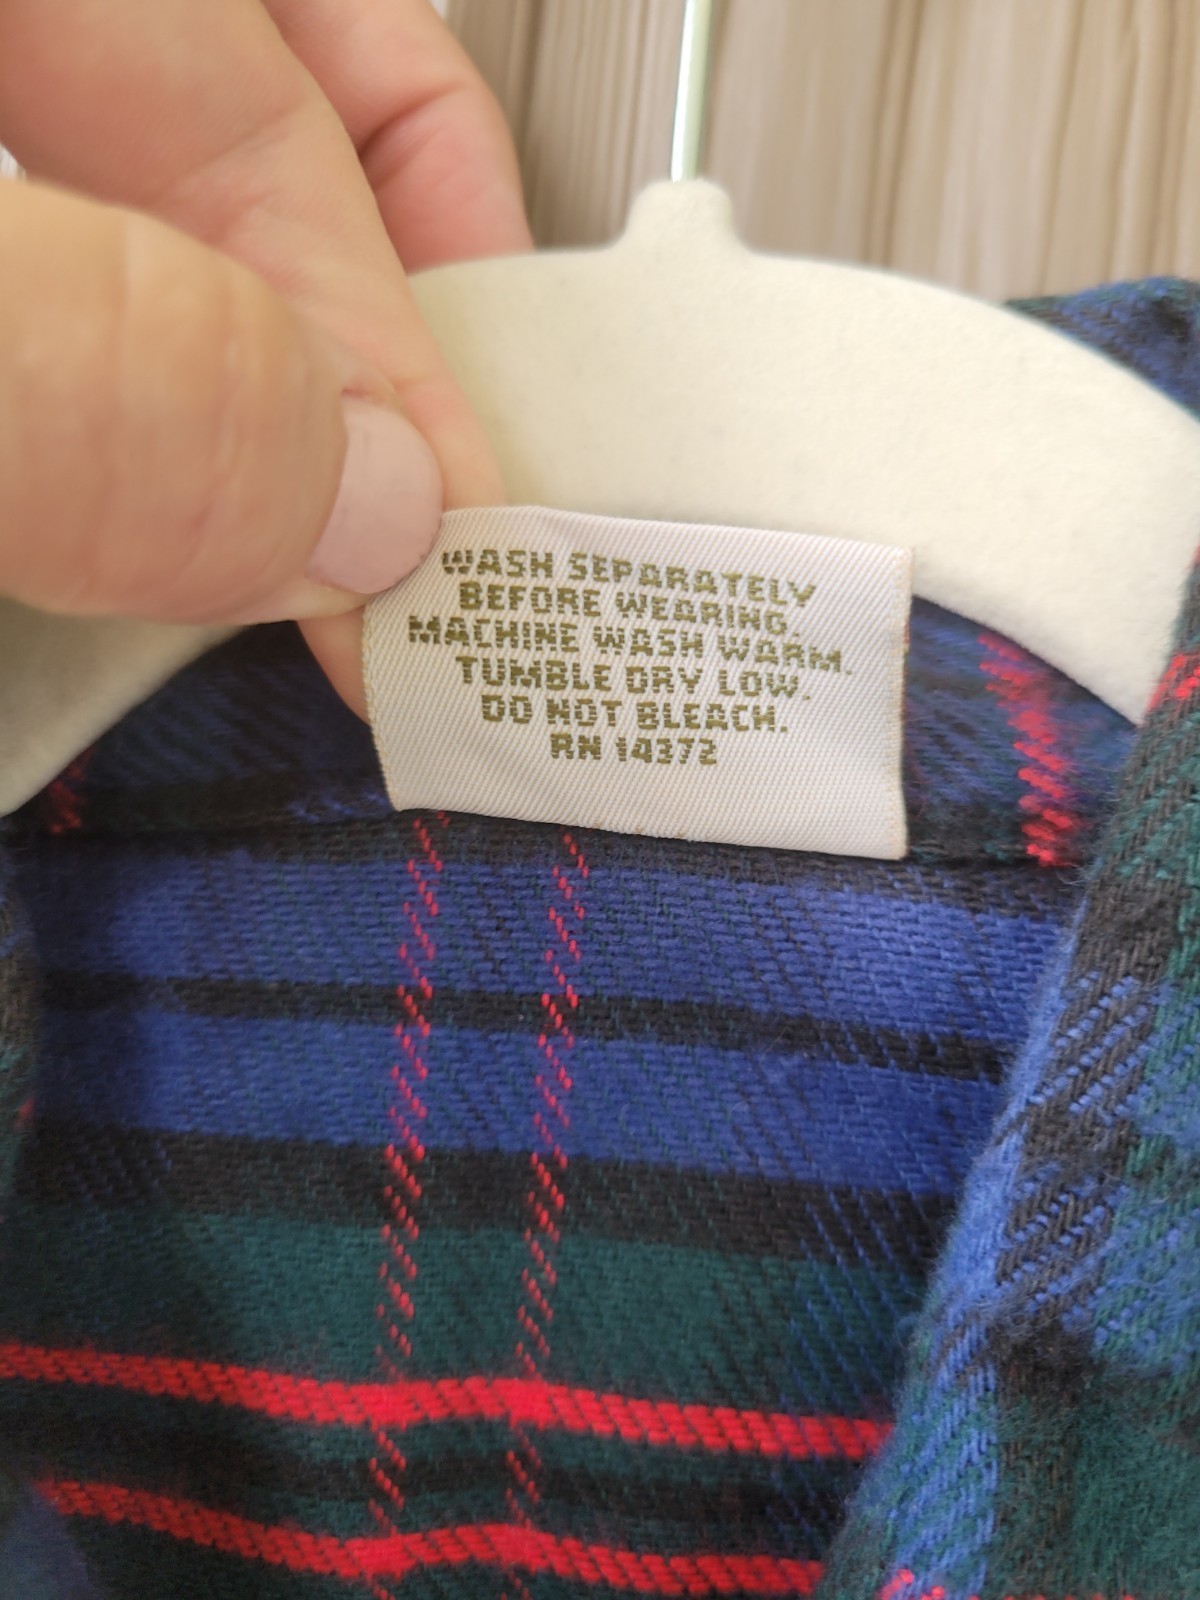 WASH SEPARATELY
BEFORE WEARING.
MACHINE WASH WARM.
TUMBLE DRY LOW.
DO NOT BLEACH.
RN 14372